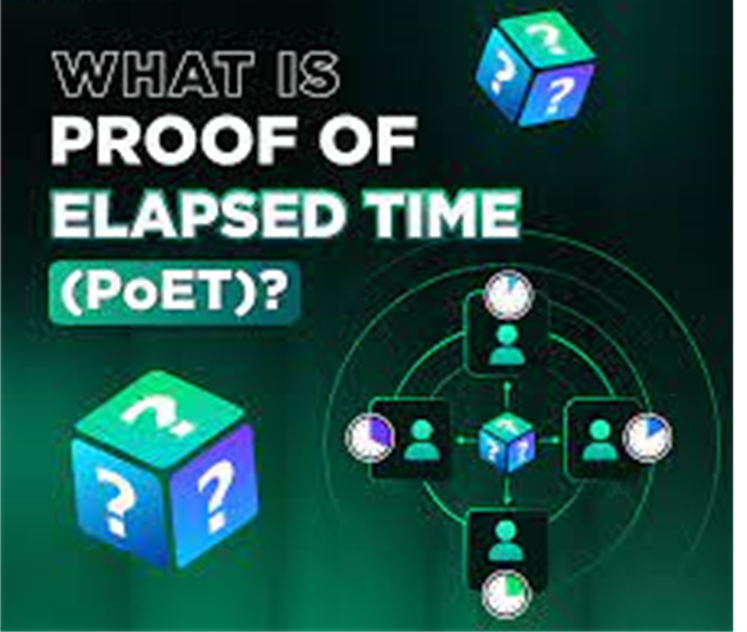 WHAT IS
PROOF OF
ELAPSED TIME
(PoET)?
? ? ?
? ? ?
? ? ?